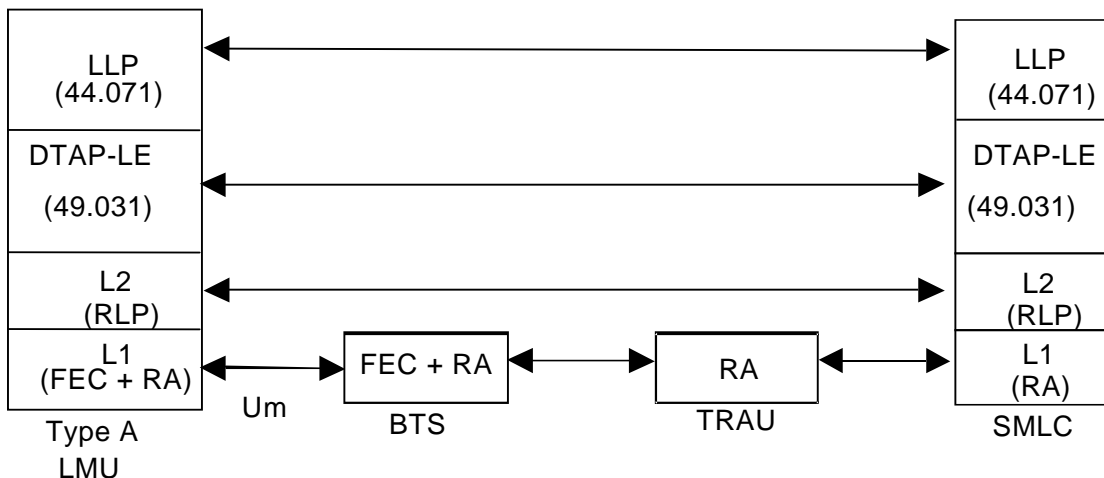 LLP
(44.071)
LLP
(44.071)
DTAP-LE
(49.031)
DTAP-LE
(49.031)
L2
(RLP)
L2
(RLP)
L1
(FEC + RA)
Um
FEC + RA
BTS
RA
TRAU
L1
(RA)
Type A
LMU
SMLC